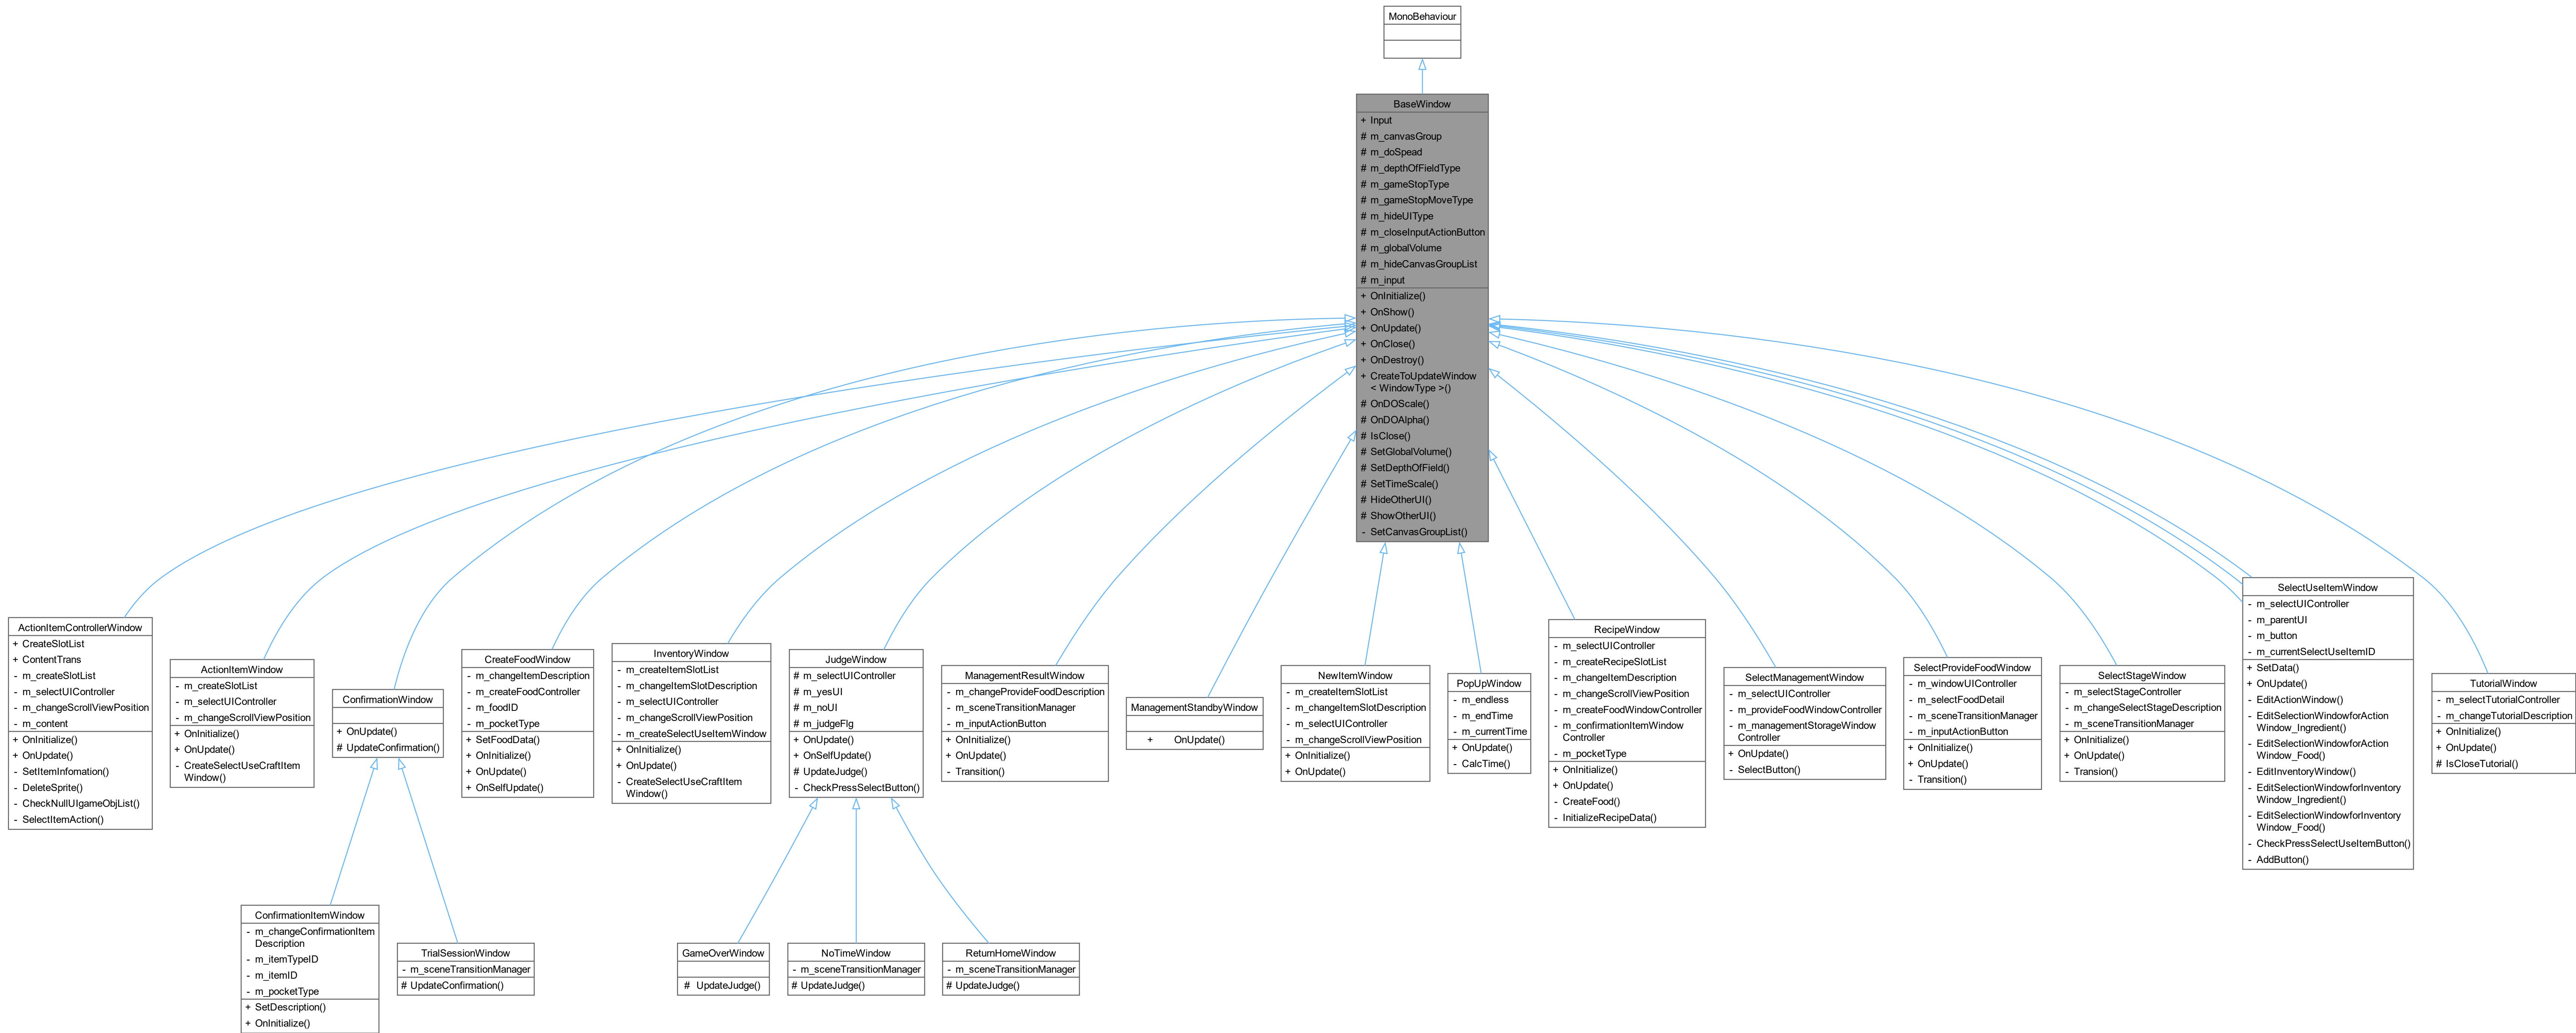 MonoBehaviour
BaseWindow
+ Input
# m_canvasGroup
# m_doSpead
# m_depthOfFieldType
# m_gameStopType
# m_gameStopMoveType
# m_hideUIType
# m_closeInputActionButton
# m_globalVolume
# m_hideCanvasGroupList
# m_input
+ OnInitialize()
+ OnShow()
+ OnUpdate()
+ OnClose()
+ OnDestroy()
+ CreateToUpdateWindow
< WindowType >()
# OnDOScale()
# OnDOAlpha()
# IsClose()
# SetGlobalVolume()
# SetDepthOfField()
# SetTimeScale()
# HideOtherUI()
# ShowOtherUI()
- SetCanvasGroupList()
ActionItemControllerWindow
+ CreateSlotList
+ ContentTrans
- m_createSlotList
- m_selectUIController
- m_changeScrollViewPosition
- m_content
+ OnInitialize()
+ OnUpdate()
- SetItemInfomation()
- DeleteSprite()
- CheckNullUIgameObjList()
- SelectItemAction()
ActionItemWindow
- m_createSlotList
- m_selectUIController
- m_changeScrollViewPosition
+ OnInitialize()
+ OnUpdate()
- CreateSelectUseCraftItem
Window()
ConfirmationWindow
+ OnUpdate()
# UpdateConfirmation()
CreateFoodWindow
- m_changeItemDescription
- m_createFoodController
- m_foodID
- m_pocketType
+ SetFoodData()
+ OnInitialize()
+ OnUpdate()
+ OnSelfUpdate()
InventoryWindow
- m_createItemSlotList
- m_changeItemSlotDescription
- m_selectUIController
- m_changeScrollViewPosition
- m_createSelectUseItemWindow
+ OnInitialize()
+ OnUpdate()
- CreateSelectUseCraftItem
Window()
JudgeWindow
# m_selectUIController
# m_yesUI
# m_noUI
# m_judgeFlg
+ OnUpdate()
+ OnSelfUpdate()
# UpdateJudge()
- CheckPressSelectButton()
ManagementResultWindow
- m_changeProvideFoodDescription
- m_sceneTransitionManager
- m_inputActionButton
+ OnInitialize()
+ OnUpdate()
- Transition()
ManagementStandbyWindow
+ OnUpdate()
NewItemWindow
- m_createItemSlotList
- m_changeItemSlotDescription
- m_selectUIController
- m_changeScrollViewPosition
+ OnInitialize()
+ OnUpdate()
PopUpWindow
- m_endless
- m_endTime
- m_currentTime
+ OnUpdate()
- CalcTime()
RecipeWindow
- m_selectUIController
- m_createRecipeSlotList
- m_changeItemDescription
- m_changeScrollViewPosition
- m_createFoodWindowController
- m_confirmationItemWindow
Controller
- m_pocketType
+ OnInitialize()
+ OnUpdate()
- CreateFood()
- InitializeRecipeData()
SelectManagementWindow
- m_selectUIController
- m_provideFoodWindowController
- m_managementStorageWindow
Controller
+ OnUpdate()
- SelectButton()
SelectProvideFoodWindow
- m_windowUIController
- m_selectFoodDetail
- m_sceneTransitionManager
- m_inputActionButton
+ OnInitialize()
+ OnUpdate()
- Transition()
SelectStageWindow
- m_selectStageController
- m_changeSelectStageDescription
- m_sceneTransitionManager
+ OnInitialize()
+ OnUpdate()
- Transion()
SelectUseItemWindow
- m_selectUIController
- m_parentUI
- m_button
- m_currentSelectUseItemID
+ SetData()
+ OnUpdate()
- EditActionWindow()
- EditSelectionWindowforAction
Window_Ingredient()
- EditSelectionWindowforAction
Window_Food()
- EditInventoryWindow()
- EditSelectionWindowforInventory
Window_Ingredient()
- EditSelectionWindowforInventory
Window_Food()
- CheckPressSelectUseItemButton()
- AddButton()
TutorialWindow
- m_selectTutorialController
- m_changeTutorialDescription
+ OnInitialize()
+ OnUpdate()
# IsCloseTutorial()
ConfirmationItemWindow
- m_changeConfirmationItem
Description
- m_itemTypeID
- m_itemID
- m_pocketType
+ SetDescription()
+ OnInitialize()
TrialSessionWindow
- m_sceneTransitionManager
# UpdateConfirmation()
GameOverWindow
# UpdateJudge()
NoTimeWindow
- m_sceneTransitionManager
# UpdateJudge()
ReturnHomeWindow
- m_sceneTransitionManager
# UpdateJudge()